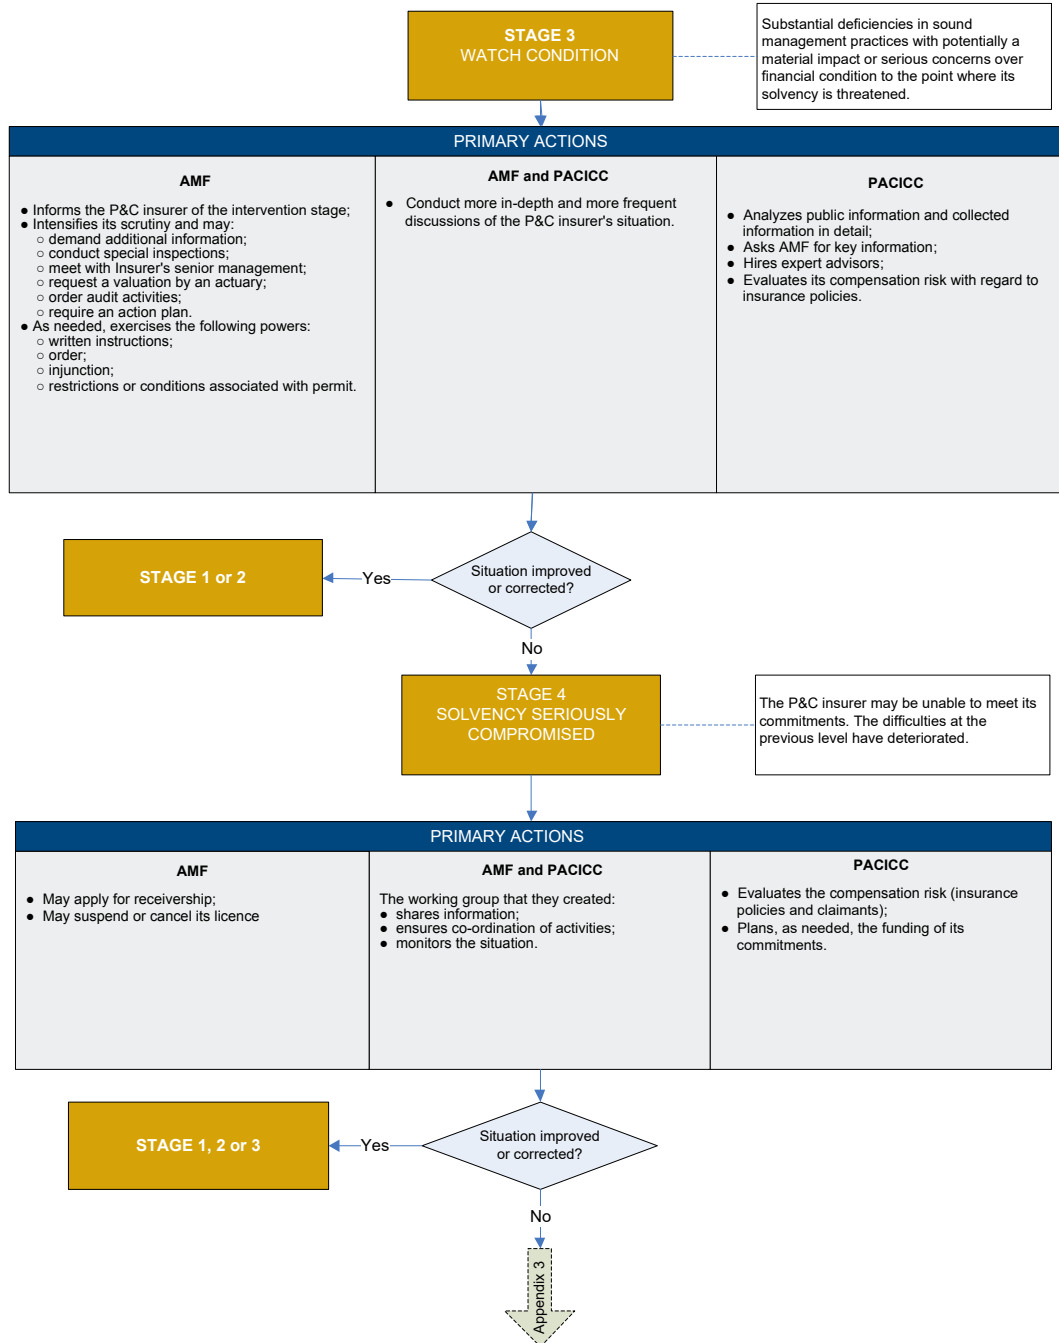 STAGE 3
WATCH CONDITION
Substantial deficiencies in sound
management practices with potentially a
material impact or serious concerns over
financial condition to the point where its
solvency is threatened.
PRIMARY ACTIONS
AMF
● Informs the P&C insurer of the intervention stage;
● Intensifies its scrutiny and may:
○ demand additional information;
○ conduct special inspections;
○ meet with Insurer's senior management;
○ request a valuation by an actuary;
○ order audit activities;
○ require an action plan.
● As needed, exercises the following powers:
○ written instructions;
○ order;
○ injunction;
○ restrictions or conditions associated with permit.
AMF and PACICC
● Conduct more in-depth and more frequent
discussions of the P&C insurer's situation.
PACICC
● Analyzes public information and collected
information in detail;
● Asks AMF for key information;
● Hires expert advisors;
● Evaluates its compensation risk with regard to
insurance policies.
Situation improved
or corrected?
Yes
STAGE 1 or 2
No
STAGE 4
SOLVENCY SERIOUSLY
COMPROMISED
The P&C insurer may be unable to meet its
commitments. The difficulties at the
previous level have deteriorated.
PRIMARY ACTIONS
AMF
● May apply for receivership;
● May suspend or cancel its licence
AMF and PACICC
The working group that they created:
● shares information;
● ensures co-ordination of activities;
● monitors the situation.
PACICC
● Evaluates the compensation risk (insurance
policies and claimants);
● Plans, as needed, the funding of its
commitments.
Situation improved
or corrected?
Yes
STAGE 1, 2 or 3
No
Appendix 3